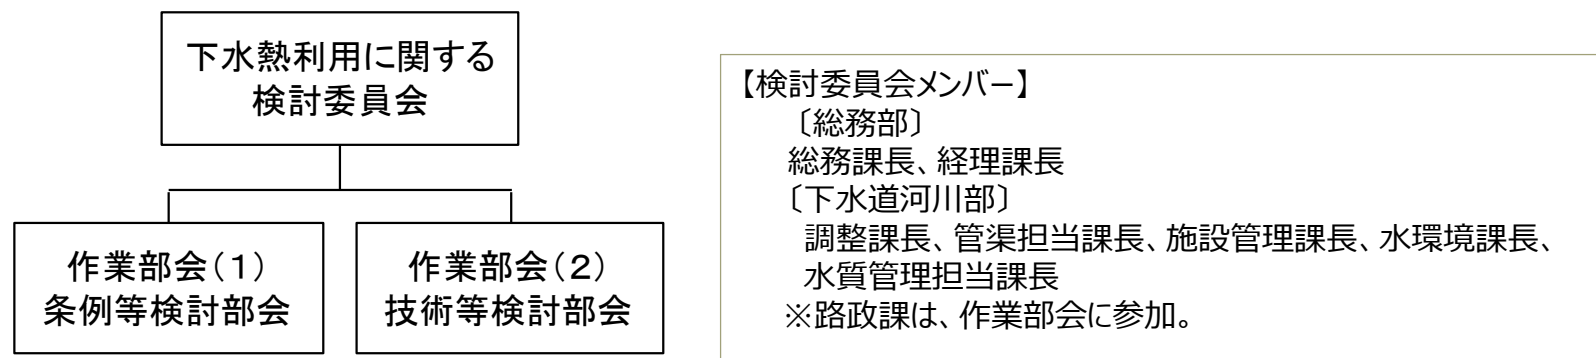 下水熱利用に関する
検討委員会
作業部会（１）
条例等検討部会
作業部会（２）
技術等検討部会
【検討委員会メンバー】
〔総務部〕
総務課長、経理課長
〔下水道河川部〕
調整課長、管渠担当課長、施設管理課長、水環境課長、
水質管理担当課長
※路政課は、作業部会に参加。